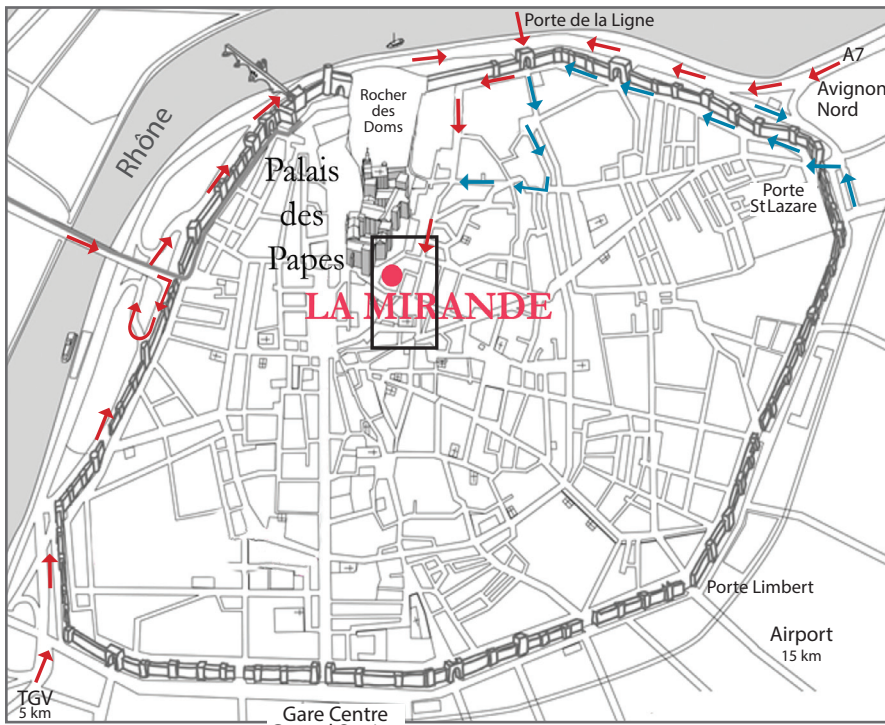 Porte de la Ligne
A7
Avignon
Nord
Rhône
Rocher
des
Doms
Palais
des
Papes
Porte
St Lazare
LA MIRANDE
Porte Limbert
Airport
15 km
TGV
5 km
Gare Centre